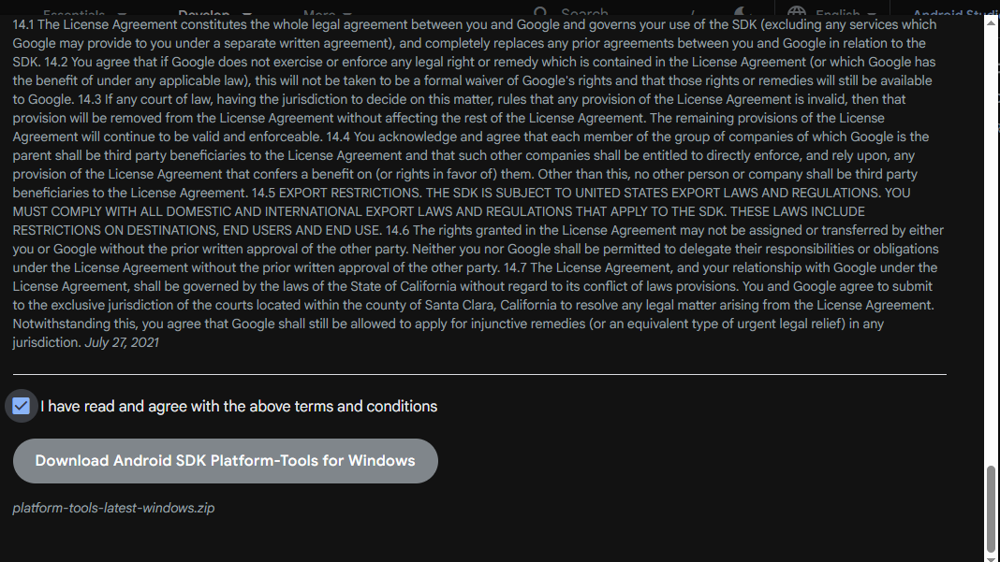 Essentials Develop More Search / English Android Studi
14.1 The License Agreement constitutes the whole legal agreement between you and Google and governs your use of the SDK (excluding any services which
Google may provide to you under a separate written agreement), and completely replaces any prior agreements between you and Google in relation to the
SDK. 14.2 You agree that if Google does not exercise or enforce any legal right or remedy which is contained in the License Agreement (or which Google has
the benefit of under any applicable law), this will not be taken to be a formal waiver of Google's rights and that those rights or remedies will still be available
to Google. 14.3 If any court of law, having the jurisdiction to decide on this matter, rules that any provision of the License Agreement is invalid, then that
provision will be removed from the License Agreement without affecting the rest of the License Agreement. The remaining provisions of the License
Agreement will continue to be valid and enforceable. 14.4 You acknowledge and agree that each member of the group of companies of which Google is the
parent shall be third party beneficiaries to the License Agreement and that such other companies shall be entitled to directly enforce, and rely upon, any
provision of the License Agreement that confers a benefit on (or rights in favor of) them. Other than this, no other person or company shall be third party
beneficiaries to the License Agreement. 14.5 EXPORT RESTRICTIONS. THE SDK IS SUBJECT TO UNITED STATES EXPORT LAWS AND REGULATIONS. YOU
MUST COMPLY WITH ALL DOMESTIC AND INTERNATIONAL EXPORT LAWS AND REGULATIONS THAT APPLY TO THE SDK. THESE LAWS INCLUDE
RESTRICTIONS ON DESTINATIONS, END USERS AND END USE. 14.6 The rights granted in the License Agreement may not be assigned or transferred by either
you or Google without the prior written approval of the other party. Neither you nor Google shall be permitted to delegate their responsibilities or obligations
under the License Agreement without the prior written approval of the other party. 14.7 The License Agreement, and your relationship with Google under the
License Agreement, shall be governed by the laws of the State of California without regard to its conflict of laws provisions. You and Google agree to submit
to the exclusive jurisdiction of the courts located within the county of Santa Clara, California to resolve any legal matter arising from the License Agreement.
Notwithstanding this, you agree that Google shall still be allowed to apply for injunctive remedies (or an equivalent type of urgent legal relief) in any
jurisdiction. July 27, 2021
I have read and agree with the above terms and conditions
Download Android SDK Platform-Tools for Windows
platform-tools-latest-windows.zip